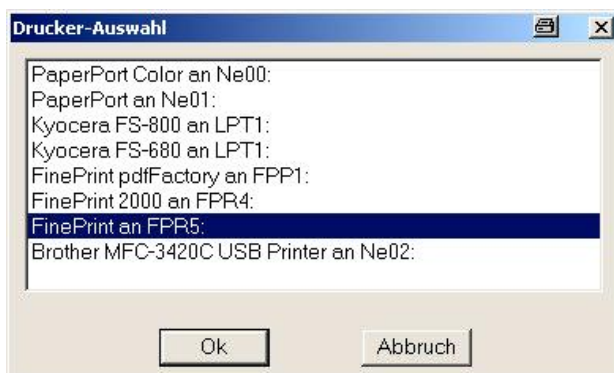 Drucker-Auswahl
PaperPort Color an Ne00:
PaperPort an Ne01:
Kyocera FS-800 an LPT1:
Kyocera FS-680 an LPT1:
FinePrint pdfFactory an FPP1:
FinePrint 2000 an FPR4:
FinePrint an FPR5:
Brother MFC-3420C USB Printer an Ne02:
Ok
Abbruch